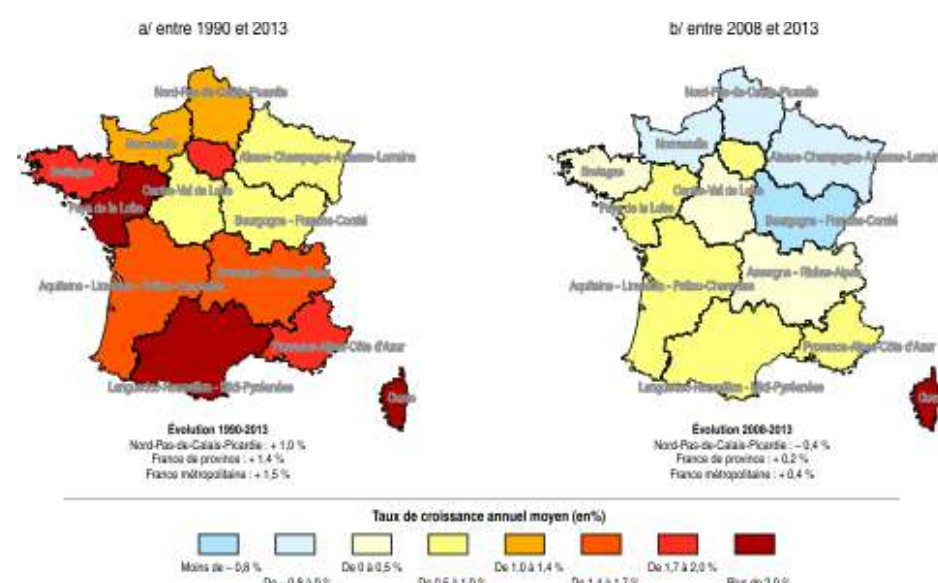 a/ entre 1990 et 2013
b/ entre 2008 et 2013
Nord-Pas-de-Calais-Picardie
Normandie
Alsace-Champagne-Ardenne-Lorraine
Bretagne
Centre-Val de Loire
Pays de la Loire
Bourgogne - Franche-Comté
Auvergne - Rhône-Alpes
Aquitaine - Limousin - Poitou-Charentes
Provence-Alpes-Côte d'Azur
Languedoc-Roussillon - Midi-Pyrénées
Corse
Nord-Pas-de-Calais-Picardie
Normandie
Alsace-Champagne-Ardenne-Lorrain
Bretagne
Centre-Val de Loire
Pays de la Loire
Bourgogne - Franche-Comté
Auvergne - Rhône-Alpes
Aquitaine - Limousin - Poitou-Charentes
Provence-Alpes-Côte d'Azur
Languedoc-Roussillon - Midi-Pyrénées
Évolution 1990-2013
Nord-Pas-de-Calais-Picardie : + 1,0 %
France de province : + 1,4 %
France métropolitaine : + 1,5 %
Évolution 2008-2013
Nord-Pas-de-Calais-Picardie : – 0,4 %
France de province : + 0,2 %
France métropolitaine : + 0,4 %
Taux de croissance annuel moyen (en%)
Moins de – 0,8 %
De – 0,8 à 0 %
De 0 à 0,5 %
De 0,5 à 1,0 %
De 1,0 à 1,4 %
De 1,4 à 1,7 %
De 1,7 à 2,0 %
Plus de 2,0 %